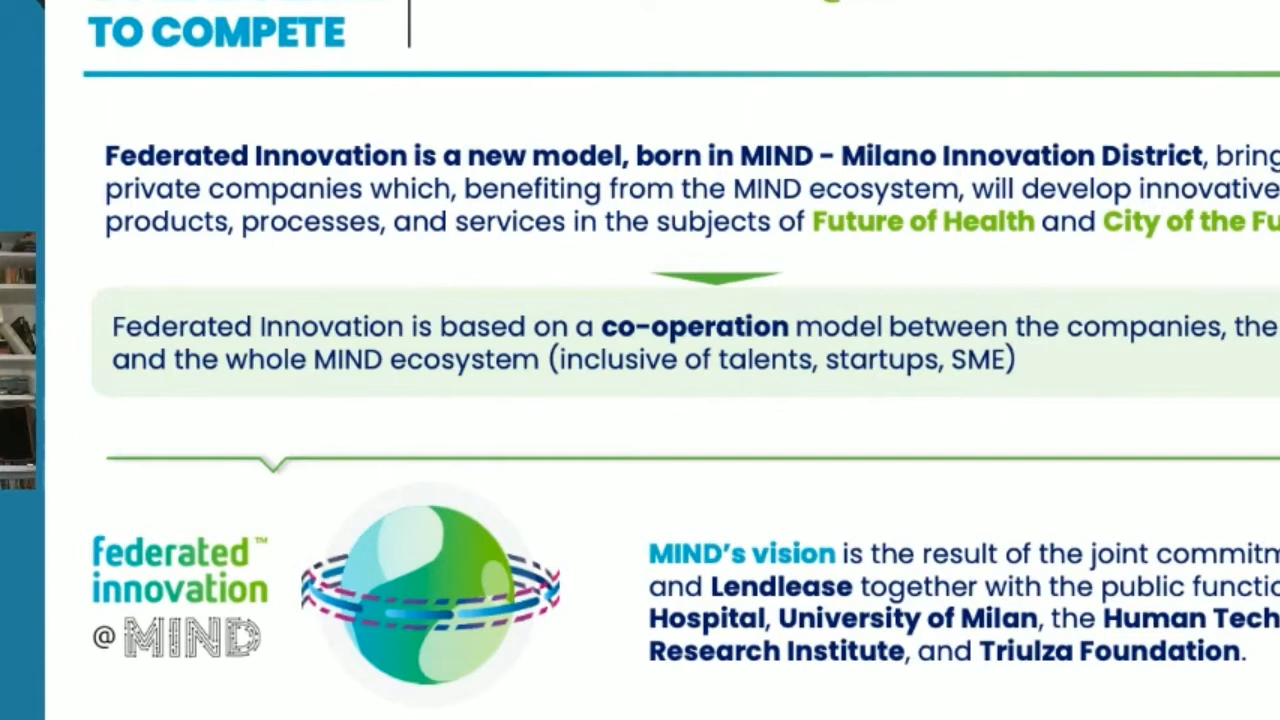 TO COMPETE
Federated Innovation is a new model, born in MIND – Milano Innovation District, bring
private companies which, benefiting from the MIND ecosystem, will develop innovative
products, processes, and services in the subjects of Future of Health and City of the Fu
Federated Innovation is based on a co-operation model between the companies, the
and the whole MIND ecosystem (inclusive of talents, startups, SME)
federated™
innovation
@ MIND
MIND's vision is the result of the joint commitm
and Lendlease together with the public functio
Hospital, University of Milan, the Human Tech
Research Institute, and Triulza Foundation.